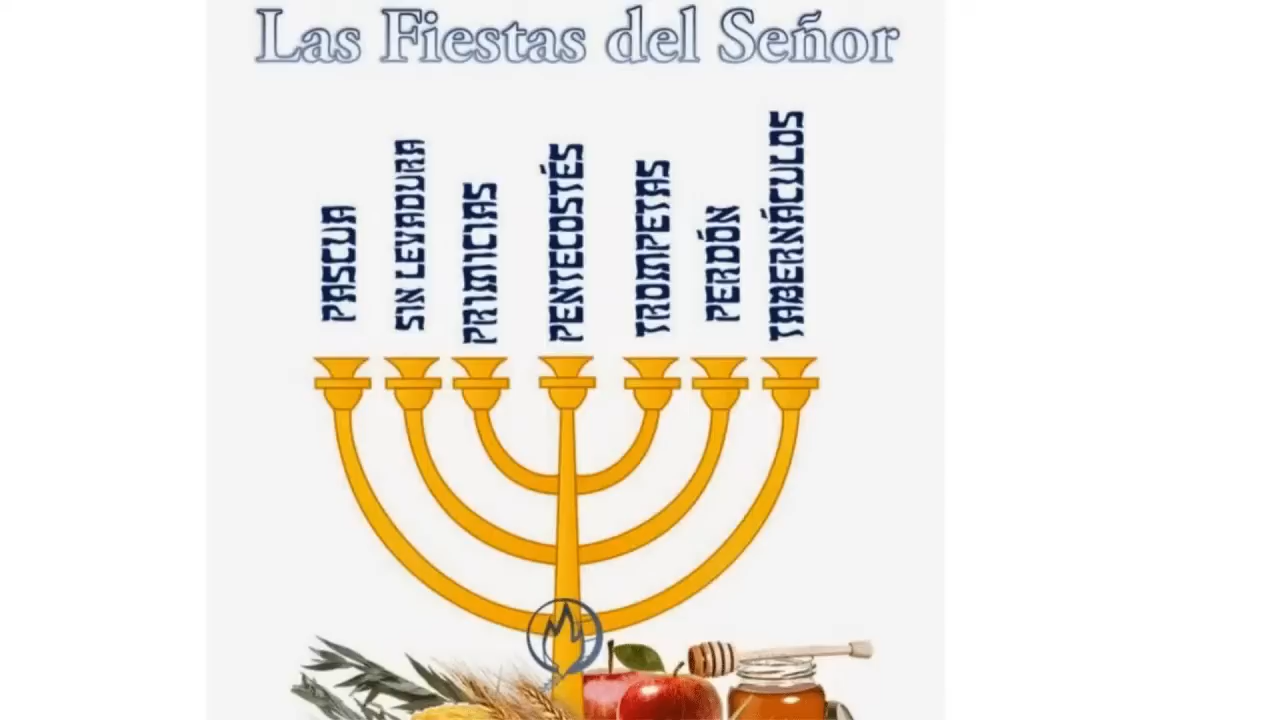 Las Fiestas del Señor
PASCUA
SIN LEVADURA
PRIMICIAS
PENTECOSTÉS
TROMPETAS
PERDÓN
TABERNÁCULOS